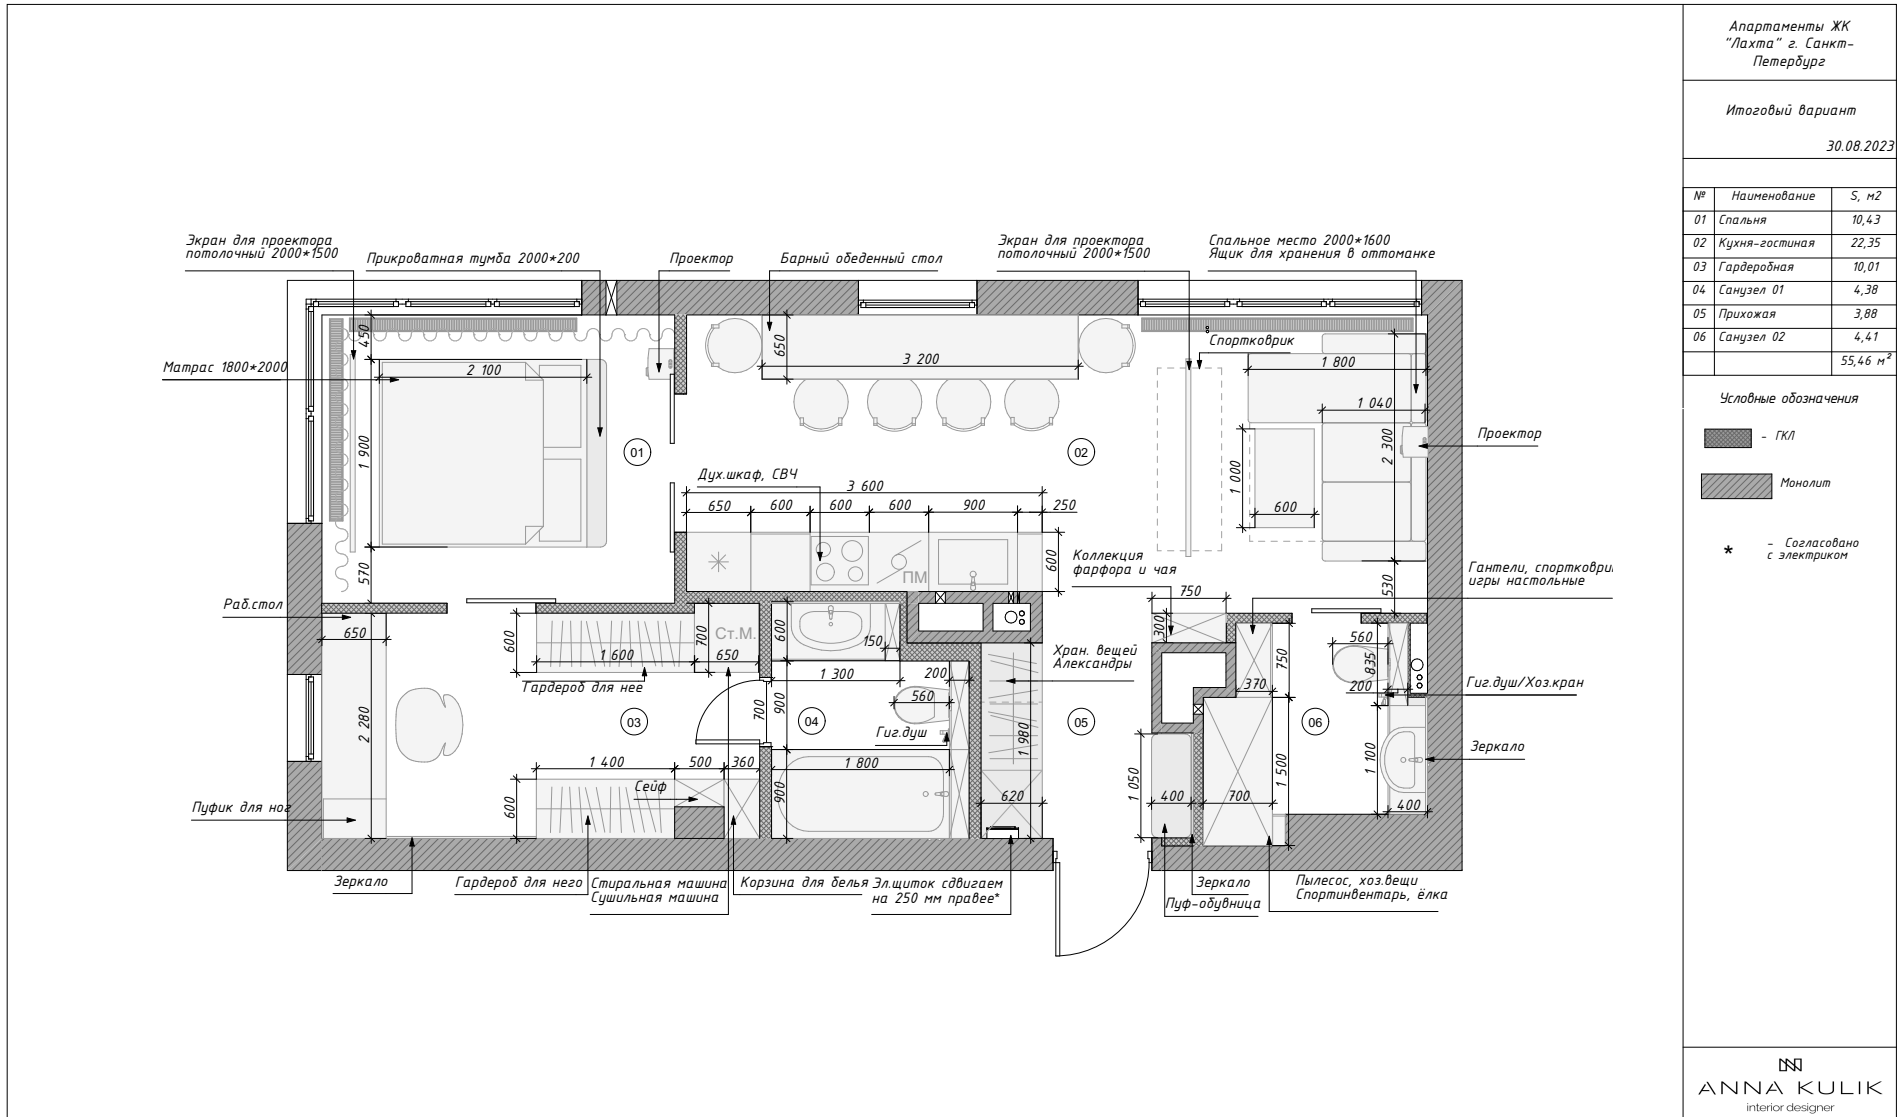 Апартаменты ЖК
"Лахта" г. Санкт-
Петербург
Итоговый вариант
30.08.2023
№ Наименование S, м2
01 Спальня 10,43
02 Кухня-гостиная 22,35
03 Гардеробная 10,01
04 Санузел 01 4,38
05 Прихожая 3,88
06 Санузел 02 4,41
55,46 м²
Условные обозначения
- ГКЛ
Монолит
* - Согласовано
с электриком
ANNA KULIK
interior designer
Экран для проектора
потолочный 2000*1500
Прикроватная тумба 2000*200
Проектор
Барный обеденный стол
Экран для проектора
потолочный 2000*1500
Спальное место 2000*1600
Ящик для хранения в оттоманке
Матрас 1800*2000
450
2 100
1 900
570
01
650
3 200
Спортковрик
1 800
1 040
2 300
1 000
600
530
Проектор
02
Дух.шкаф, СВЧ
3 600
650
600
600
600
900
250
600
ПМ
Коллекция
фарфора и чая
750
300
Гантели, спортковри
игры настольные
Раб.стол
650
600
1 600
700
Ст.М.
650
Гардероб для нее
600
150
1 300
200
560
900
700
Гиг.душ
Хран. вещей
Александры
370
750
560
835
200
Гиг.душ/Хоз.кран
03
04
05
06
2 280
1 980
1 400
500
360
600
Сейф
1 800
900
620
1 050
400
700
1 500
1 100
400
Зеркало
Пуфик для ног
Зеркало
Гардероб для него
Стиральная машина
Сушильная машина
Корзина для белья
Эл.щиток сдвигаем
на 250 мм правее*
Зеркало
Пуф-обувница
Пылесос, хоз.вещи
Спортинвентарь, ёлка